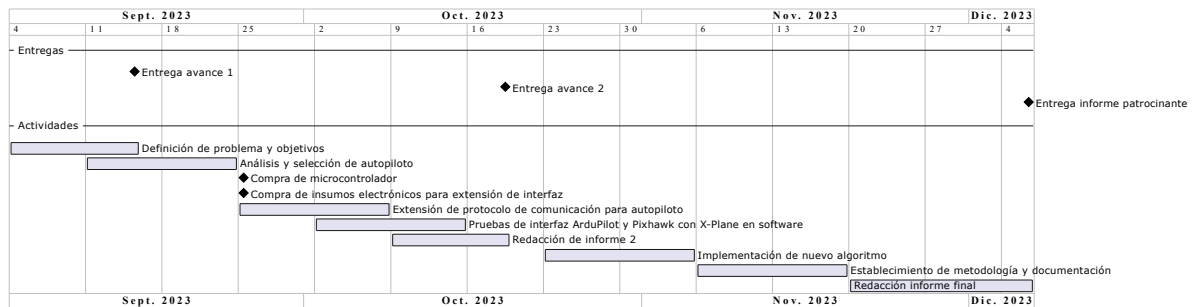 Sept. 2023 Oct. 2023 Nov. 2023 Dic. 2023
4 11 18 25 2 9 16 23 30 6 13 20 27 4
Entregas
Entrega avance 1
Entrega avance 2
Entrega informe patrocinante
Actividades
Definición de problema y objetivos
Análisis y selección de autopiloto
Compra de microcontrolador
Compra de insumos electrónicos para extensión de interfaz
Extensión de protocolo de comunicación para autopiloto
Pruebas de interfaz ArduPilot y Pixhawk con X-Plane en software
Redacción de informe 2
Implementación de nuevo algoritmo
Establecimiento de metodología y documentación
Redacción informe final
Sept. 2023 Oct. 2023 Nov. 2023 Dic. 2023